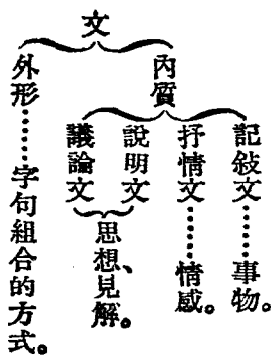 文
內質
記敍文……事物。
抒情文……情感。
說明文
議論文
思想、見解。
外形……字句組合的方式。